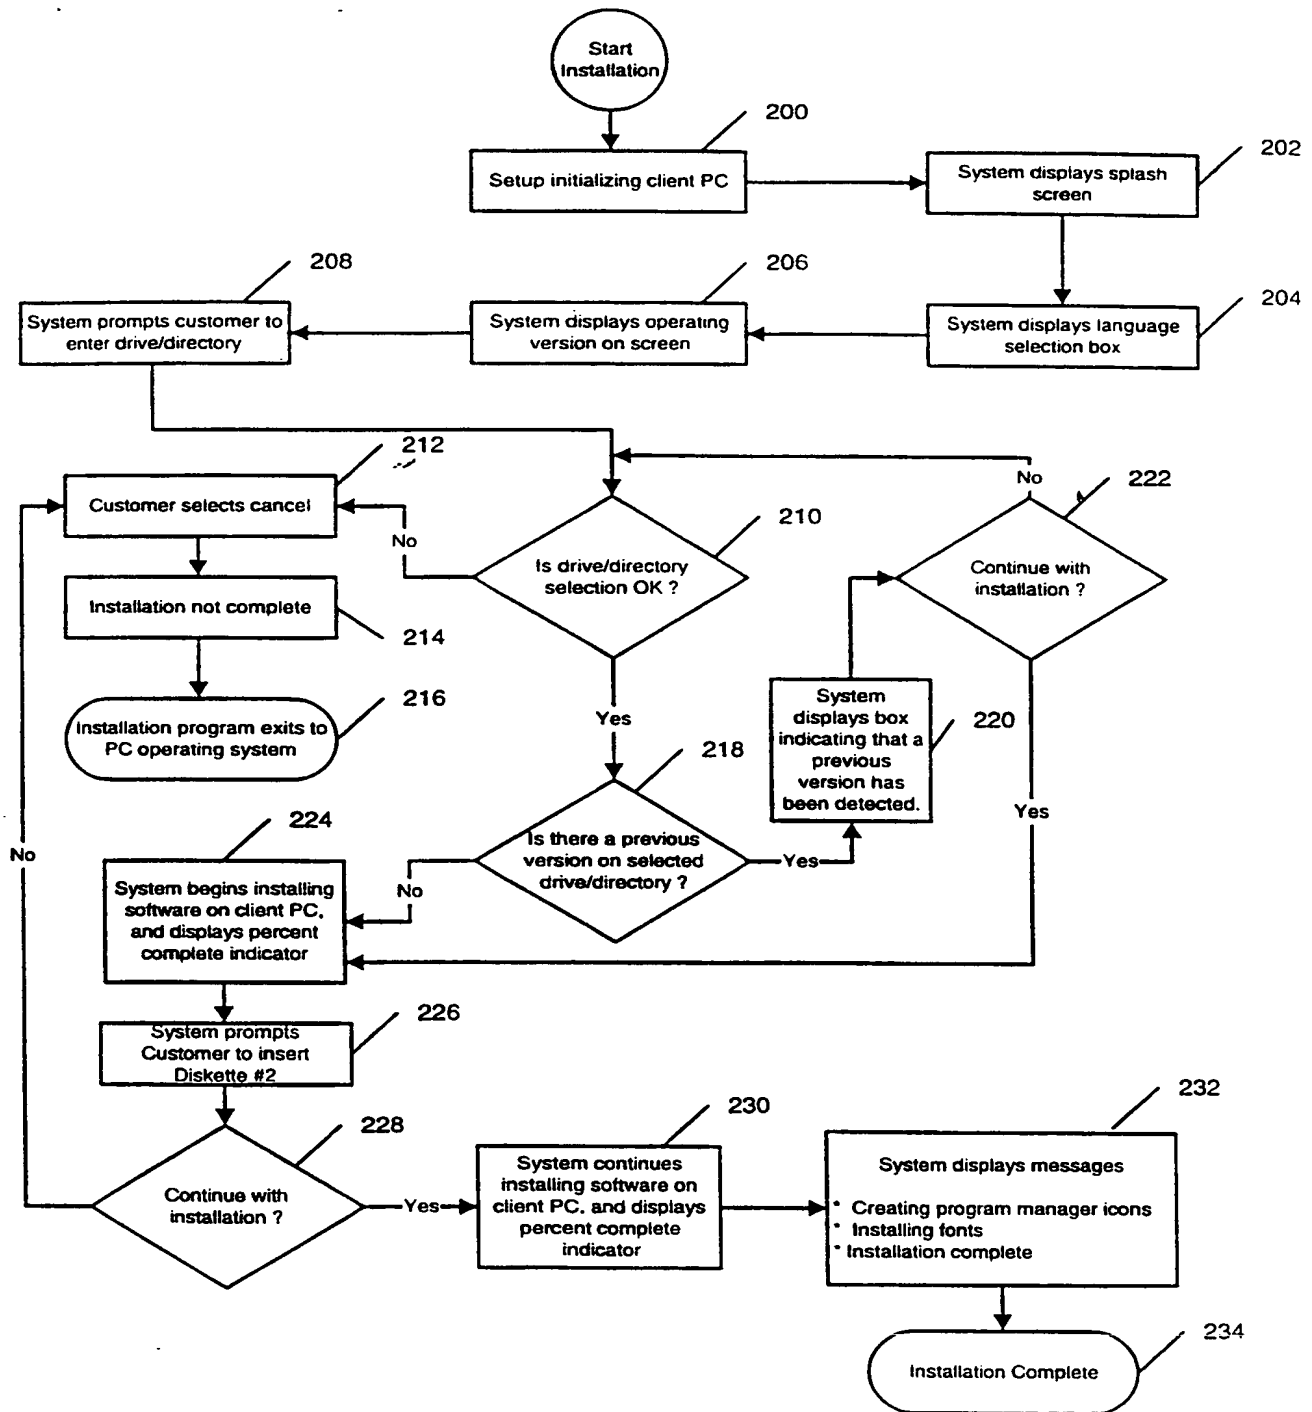 Start
Installation
200
Setup initializing client PC
202
System displays splash
screen
208
206
204
System prompts customer to
enter drive/directory
System displays operating
version on screen
System displays language
selection box
212
Customer selects cancel
No
222
210
No
Is drive/directory
selection OK ?
Continue with
installation ?
Installation not complete
214
216
Installation program exits to
PC operating system
Yes
218
System
displays box
indicating that a
previous
version has
been detected.
220
Yes
224
No
Is there a previous
version on selected
drive/directory ?
Yes
No
System begins installing
software on client PC,
and displays percent
complete indicator
226
System prompts
Customer to insert
Diskette #2
228
Continue with
installation ?
Yes
230
System continues
installing software on
client PC, and displays
percent complete
indicator
232
System displays messages
* Creating program manager icons
* Installing fonts
* Installation complete
234
Installation Complete